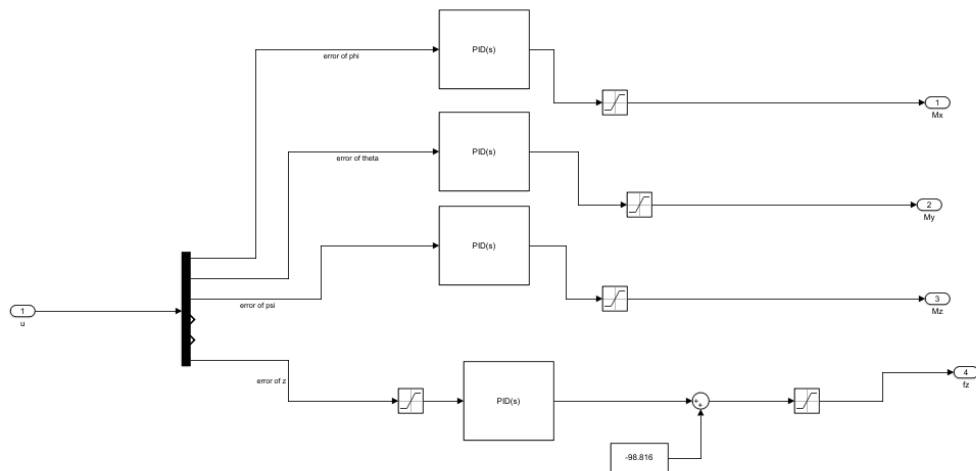 PID(s)
error of phi
1
Mx
PID(s)
error of theta
2
My
PID(s)
error of psi
3
Mz
1
u
error of z
PID(s)
4
fz
-98.816